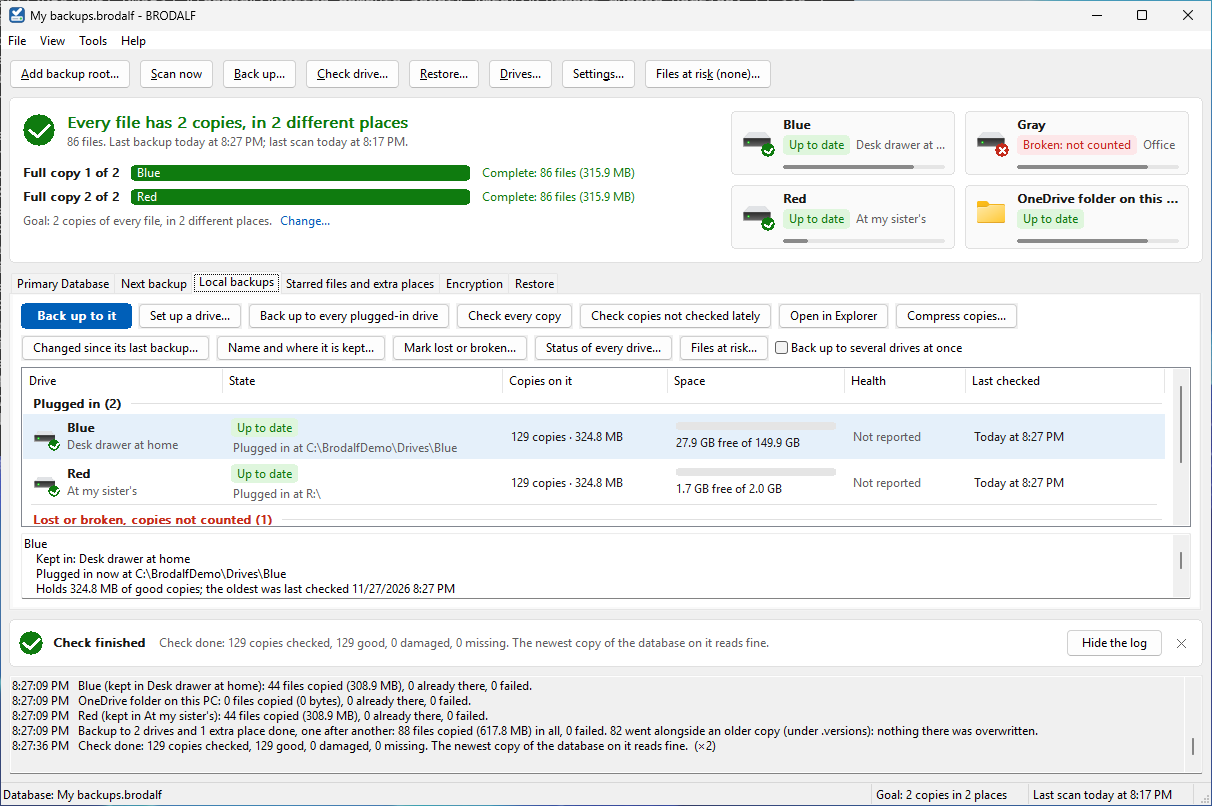 My backups.brodalf - BRODALF
File View Tools Help
Add backup root... Scan now Back up... Check drive... Restore... Drives... Settings... Files at risk (none)...
Every file has 2 copies, in 2 different places
86 files. Last backup today at 8:27 PM; last scan today at 8:17 PM.
Full copy 1 of 2 Blue Complete: 86 files (315.9 MB)
Full copy 2 of 2 Red Complete: 86 files (315.9 MB)
Goal: 2 copies of every file, in 2 different places. Change...
Blue
Up to date Desk drawer at ...
Gray
Broken: not counted Office
Red
Up to date At my sister's
OneDrive folder on this ...
Up to date
Primary Database Next backup Local backups Starred files and extra places Encryption Restore
Back up to it Set up a drive... Back up to every plugged-in drive Check every copy Check copies not checked lately Open in Explorer Compress copies...
Changed since its last backup... Name and where it is kept... Mark lost or broken... Status of every drive... Files at risk... Back up to several drives at once
Drive State Copies on it Space Health Last checked
Plugged in (2)
Blue
Desk drawer at home
Up to date
Plugged in at C:\BrodalfDemo\Drives\Blue
129 copies · 324.8 MB
27.9 GB free of 149.9 GB
Not reported
Today at 8:27 PM
Red
At my sister's
Up to date
Plugged in at R:\
129 copies · 324.8 MB
1.7 GB free of 2.0 GB
Not reported
Today at 8:27 PM
Lost or broken, copies not counted (1)
Blue
Kept in: Desk drawer at home
Plugged in now at C:\BrodalfDemo\Drives\Blue
Holds 324.8 MB of good copies; the oldest was last checked 11/27/2026 8:27 PM
Check finished Check done: 129 copies checked, 129 good, 0 damaged, 0 missing. The newest copy of the database on it reads fine. Hide the log
8:27:09 PM Blue (kept in Desk drawer at home): 44 files copied (308.9 MB), 0 already there, 0 failed.
8:27:09 PM OneDrive folder on this PC: 0 files copied (0 bytes), 0 already there, 0 failed.
8:27:09 PM Red (kept in At my sister's): 44 files copied (308.9 MB), 0 already there, 0 failed.
8:27:09 PM Backup to 2 drives and 1 extra place done, one after another: 88 files copied (617.8 MB) in all, 0 failed. 82 went alongside an older copy (under .versions): nothing there was overwritten.
8:27:36 PM Check done: 129 copies checked, 129 good, 0 damaged, 0 missing. The newest copy of the database on it reads fine. (×2)
Database: My backups.brodalf Goal: 2 copies in 2 places Last scan today at 8:17 PM